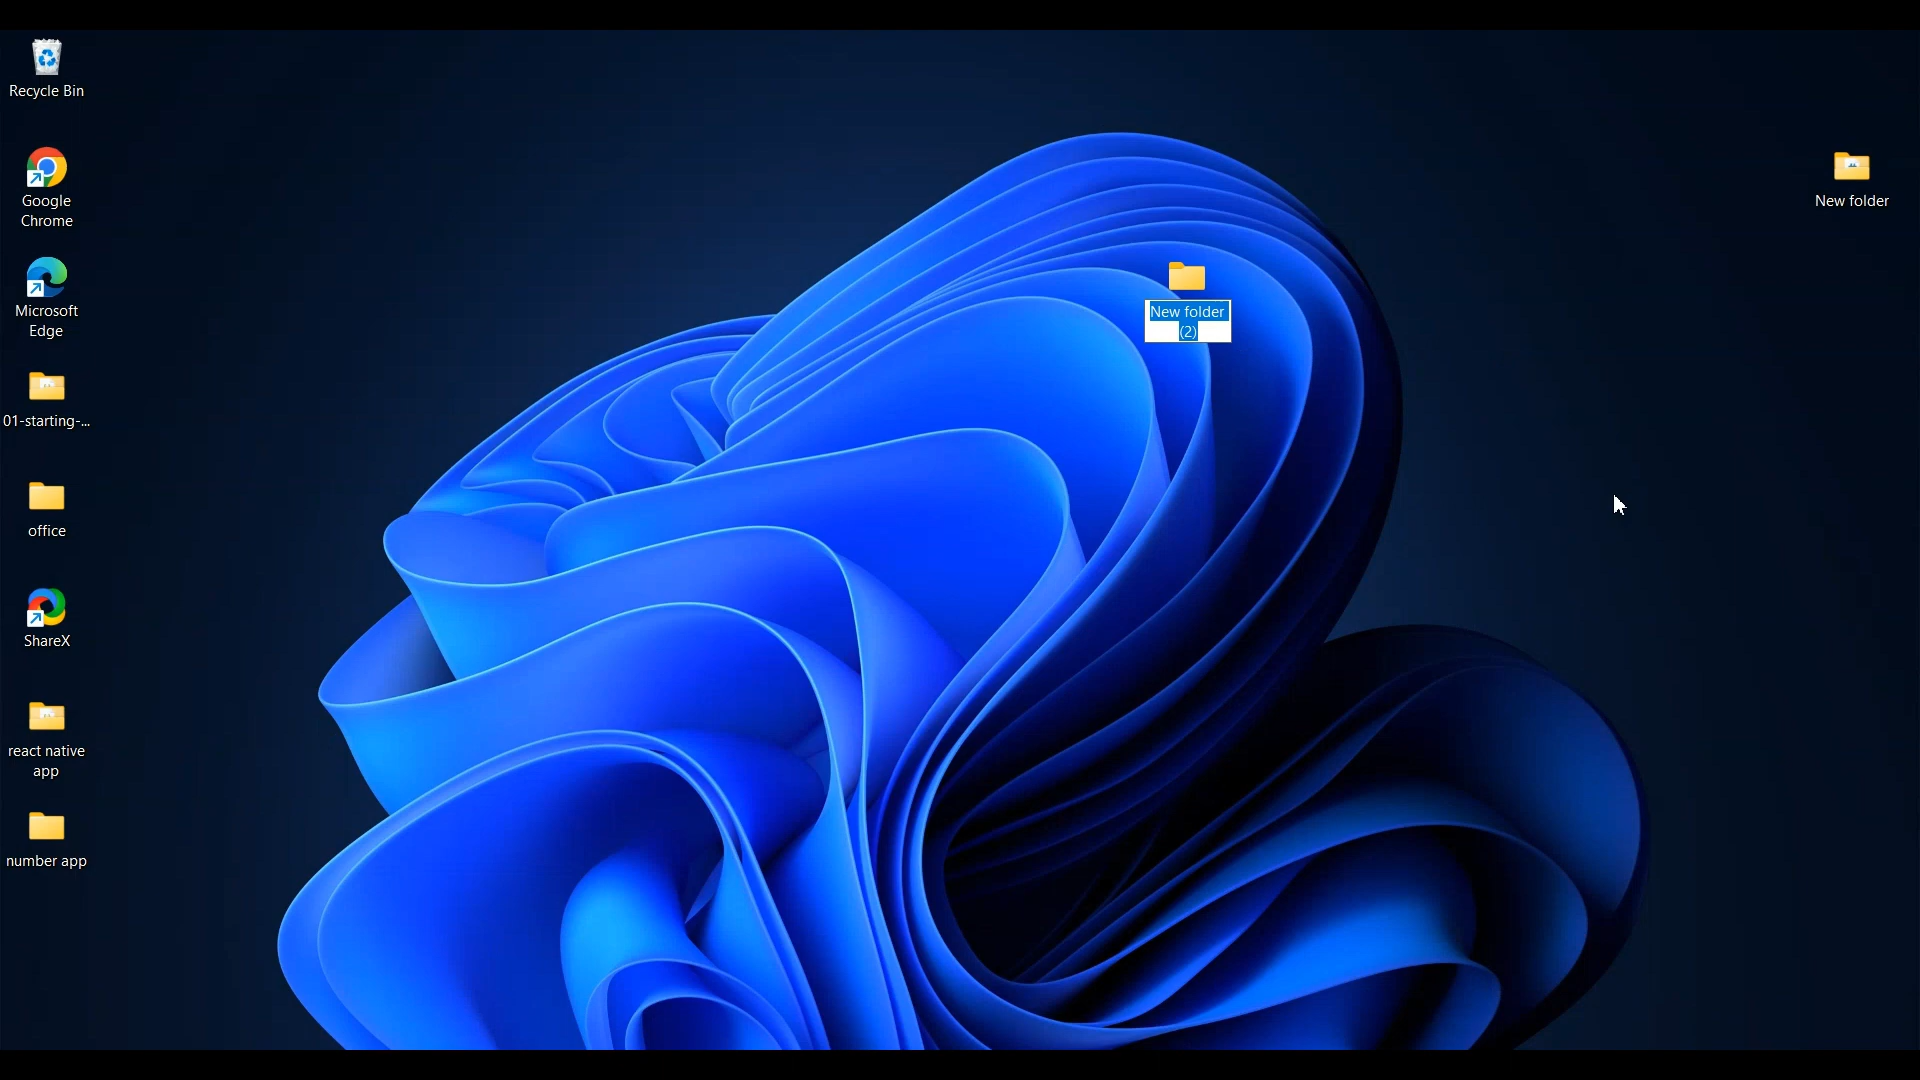 Recycle Bin
Google
Chrome
Microsoft
Edge
01-starting-...
office
ShareX
react native
app
number app
New folder
(2)
New folder